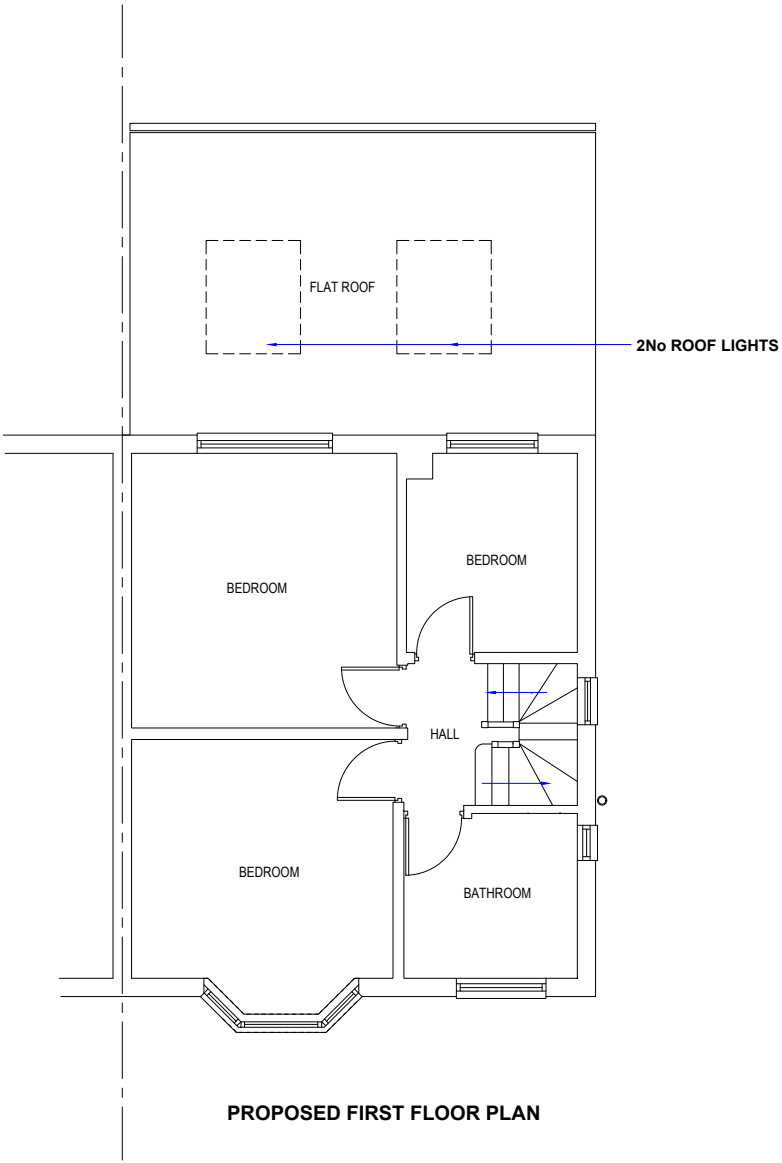 FLAT ROOF
2No ROOF LIGHTS
BEDROOM
BEDROOM
HALL
BEDROOM
BATHROOM
PROPOSED FIRST FLOOR PLAN